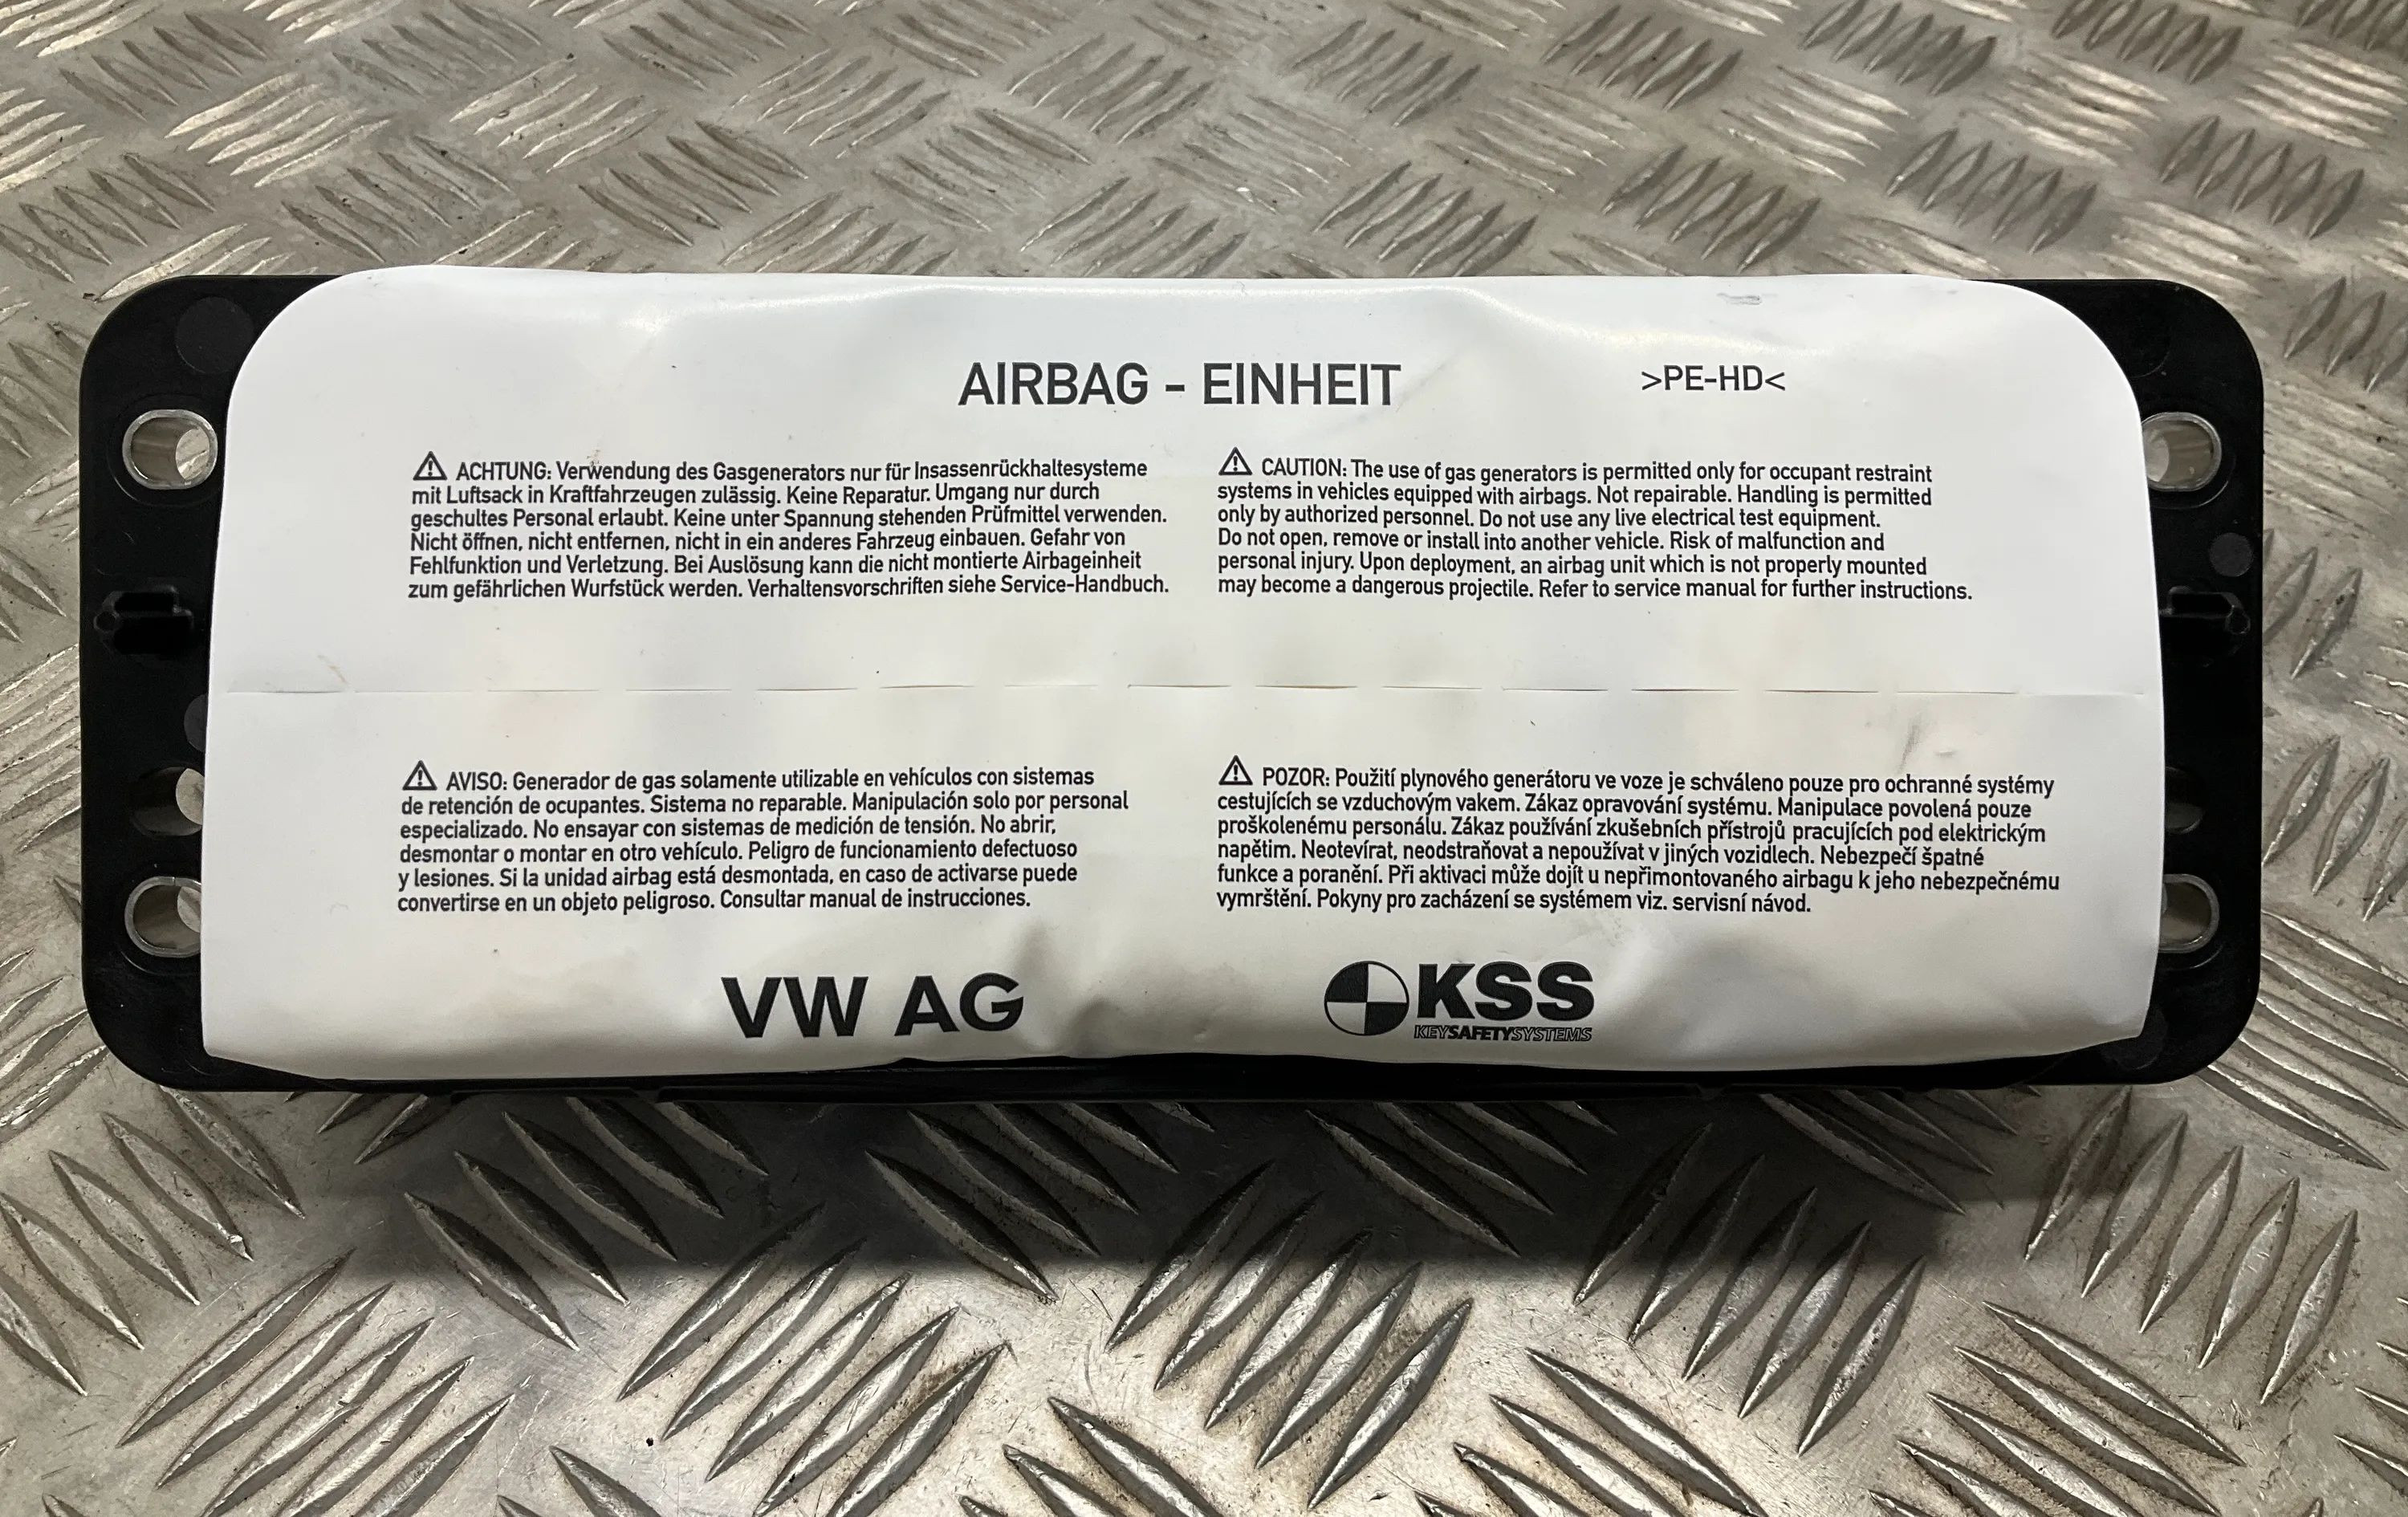 AIRBAG - EINHEIT
>PE-HD<
⚠ ACHTUNG: Verwendung des Gasgenerators nur für Insassenrückhaltesysteme
mit Luftsack in Kraftfahrzeugen zulässig. Keine Reparatur. Umgang nur durch
geschultes Personal erlaubt. Keine unter Spannung stehenden Prüfmittel verwenden.
Nicht öffnen, nicht entfernen, nicht in ein anderes Fahrzeug einbauen. Gefahr von
Fehlfunktion und Verletzung. Bei Auslösung kann die nicht montierte Airbageinheit
zum gefährlichen Wurfstück werden. Verhaltensvorschriften siehe Service-Handbuch.
⚠ CAUTION: The use of gas generators is permitted only for occupant restraint
systems in vehicles equipped with airbags. Not repairable. Handling is permitted
only by authorized personnel. Do not use any live electrical test equipment.
Do not open, remove or install into another vehicle. Risk of malfunction and
personal injury. Upon deployment, an airbag unit which is not properly mounted
may become a dangerous projectile. Refer to service manual for further instructions.
⚠ AVISO: Generador de gas solamente utilizable en vehículos con sistemas
de retención de ocupantes. Sistema no reparable. Manipulación solo por personal
especializado. No ensayar con sistemas de medición de tensión. No abrir,
desmontar o montar en otro vehículo. Peligro de funcionamiento defectuoso
y lesiones. Si la unidad airbag está desmontada, en caso de activarse puede
convertirse en un objeto peligroso. Consultar manual de instrucciones.
⚠ POZOR: Použití plynového generátoru ve voze je schváleno pouze pro ochranné systémy
cestujících se vzduchovým vakem. Zákaz opravování systému. Manipulace povolená pouze
proškolenému personálu. Zákaz používání zkušebních přístrojů pracujících pod elektrickým
napětim. Neotevírat, neodstraňovat a nepoužívat v jiných vozidlech. Nebezpečí špatné
funkce a poranění. Při aktivaci může dojít u nepřimontovaného airbagu k jeho nebezpečnému
vymrštění. Pokyny pro zacházení se systémem viz. servisní návod.
VW AG
KSS
KEYSAFETYSYSTEMS